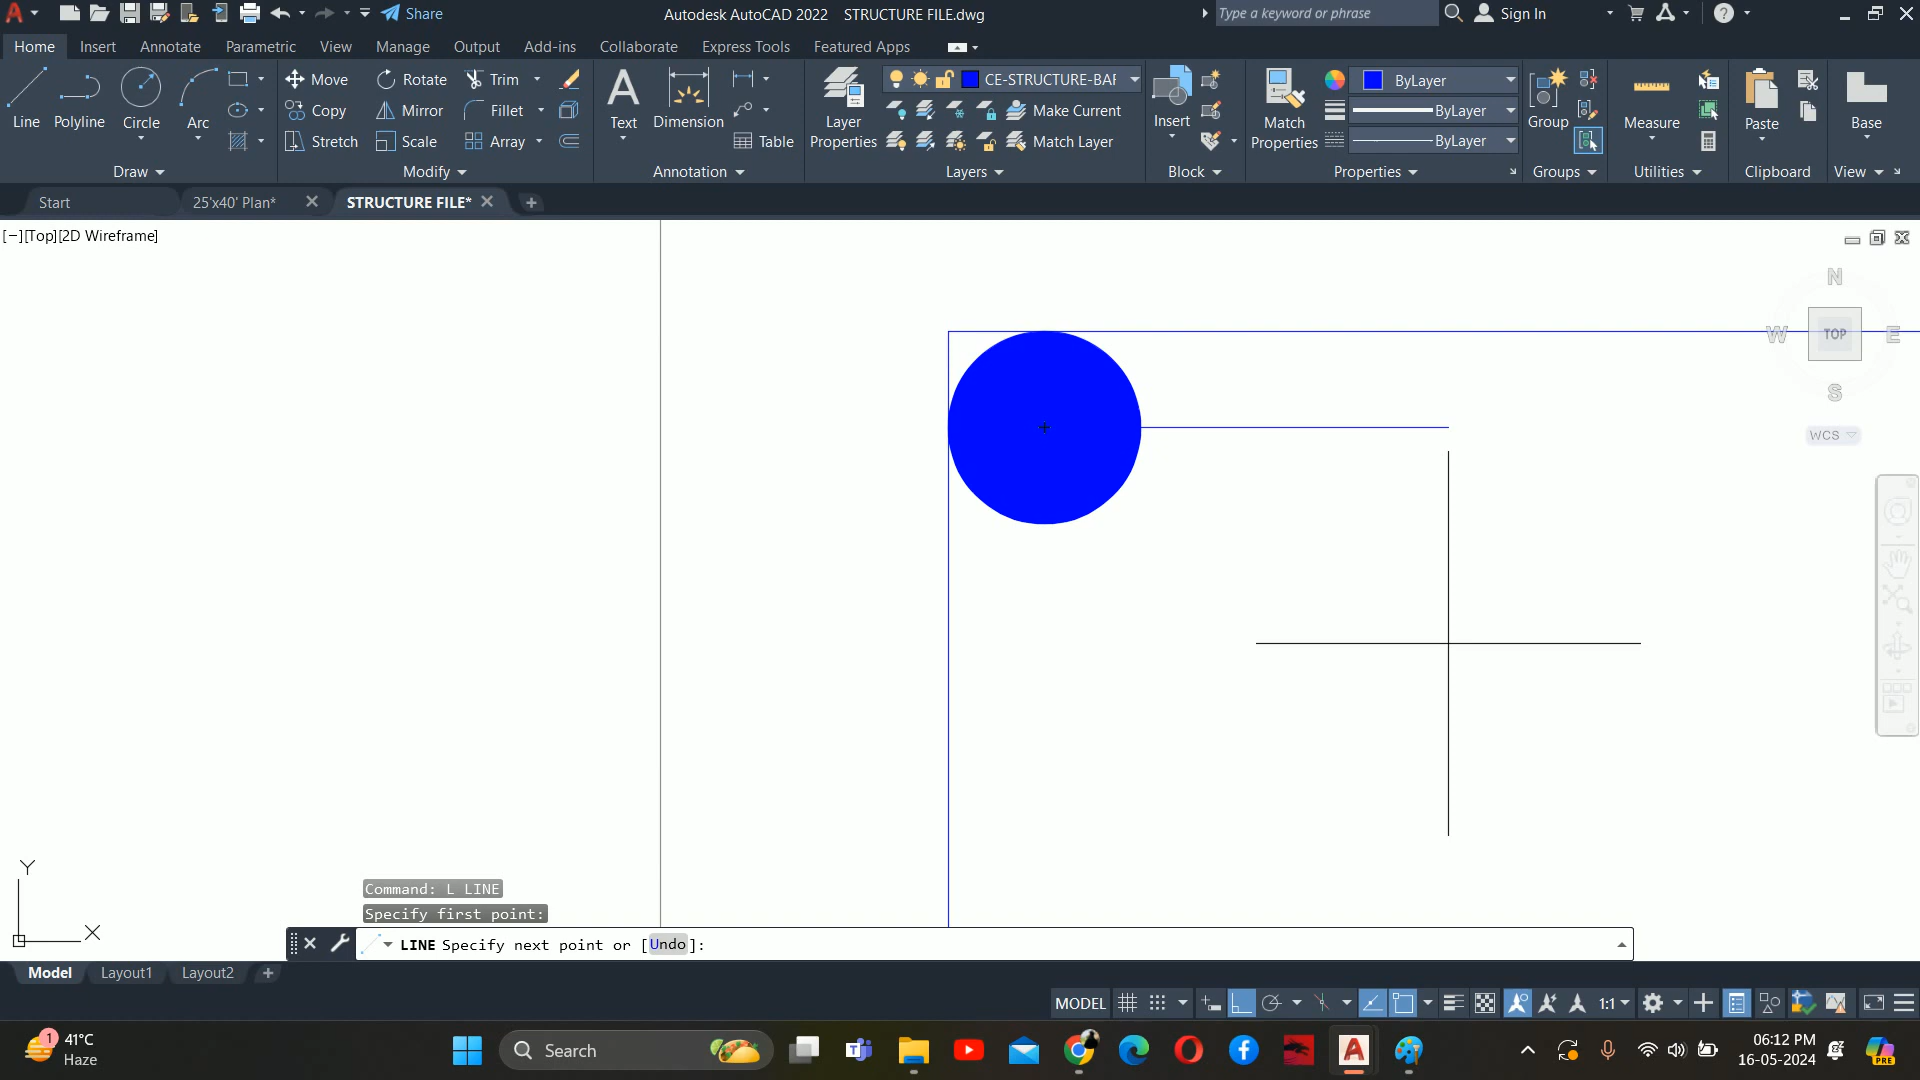 Share
Autodesk AutoCAD 2022 STRUCTURE FILE.dwg
Type a keyword or phrase
Sign In
Home Insert Annotate Parametric View Manage Output Add-ins Collaborate Express Tools Featured Apps
Line Polyline Circle Arc
Draw
Move Rotate Trim
Copy Mirror Fillet
Stretch Scale Array
Modify
Text Dimension Table
Annotation
Layer Properties
CE-STRUCTURE-BAR
Make Current
Match Layer
Layers
Insert
Block
Match Properties
ByLayer
ByLayer
ByLayer
Properties
Group
Groups
Measure
Utilities
Paste
Clipboard
Base
View
Start 25'x40' Plan* STRUCTURE FILE*
[−][Top][2D Wireframe]
N
W TOP E
S
WCS
Y
X
Command: L LINE
Specify first point:
LINE Specify next point or [Undo]:
Model Layout1 Layout2
MODEL 1:1
41°C
Haze
1
Search
06:12 PM
16-05-2024
PRE